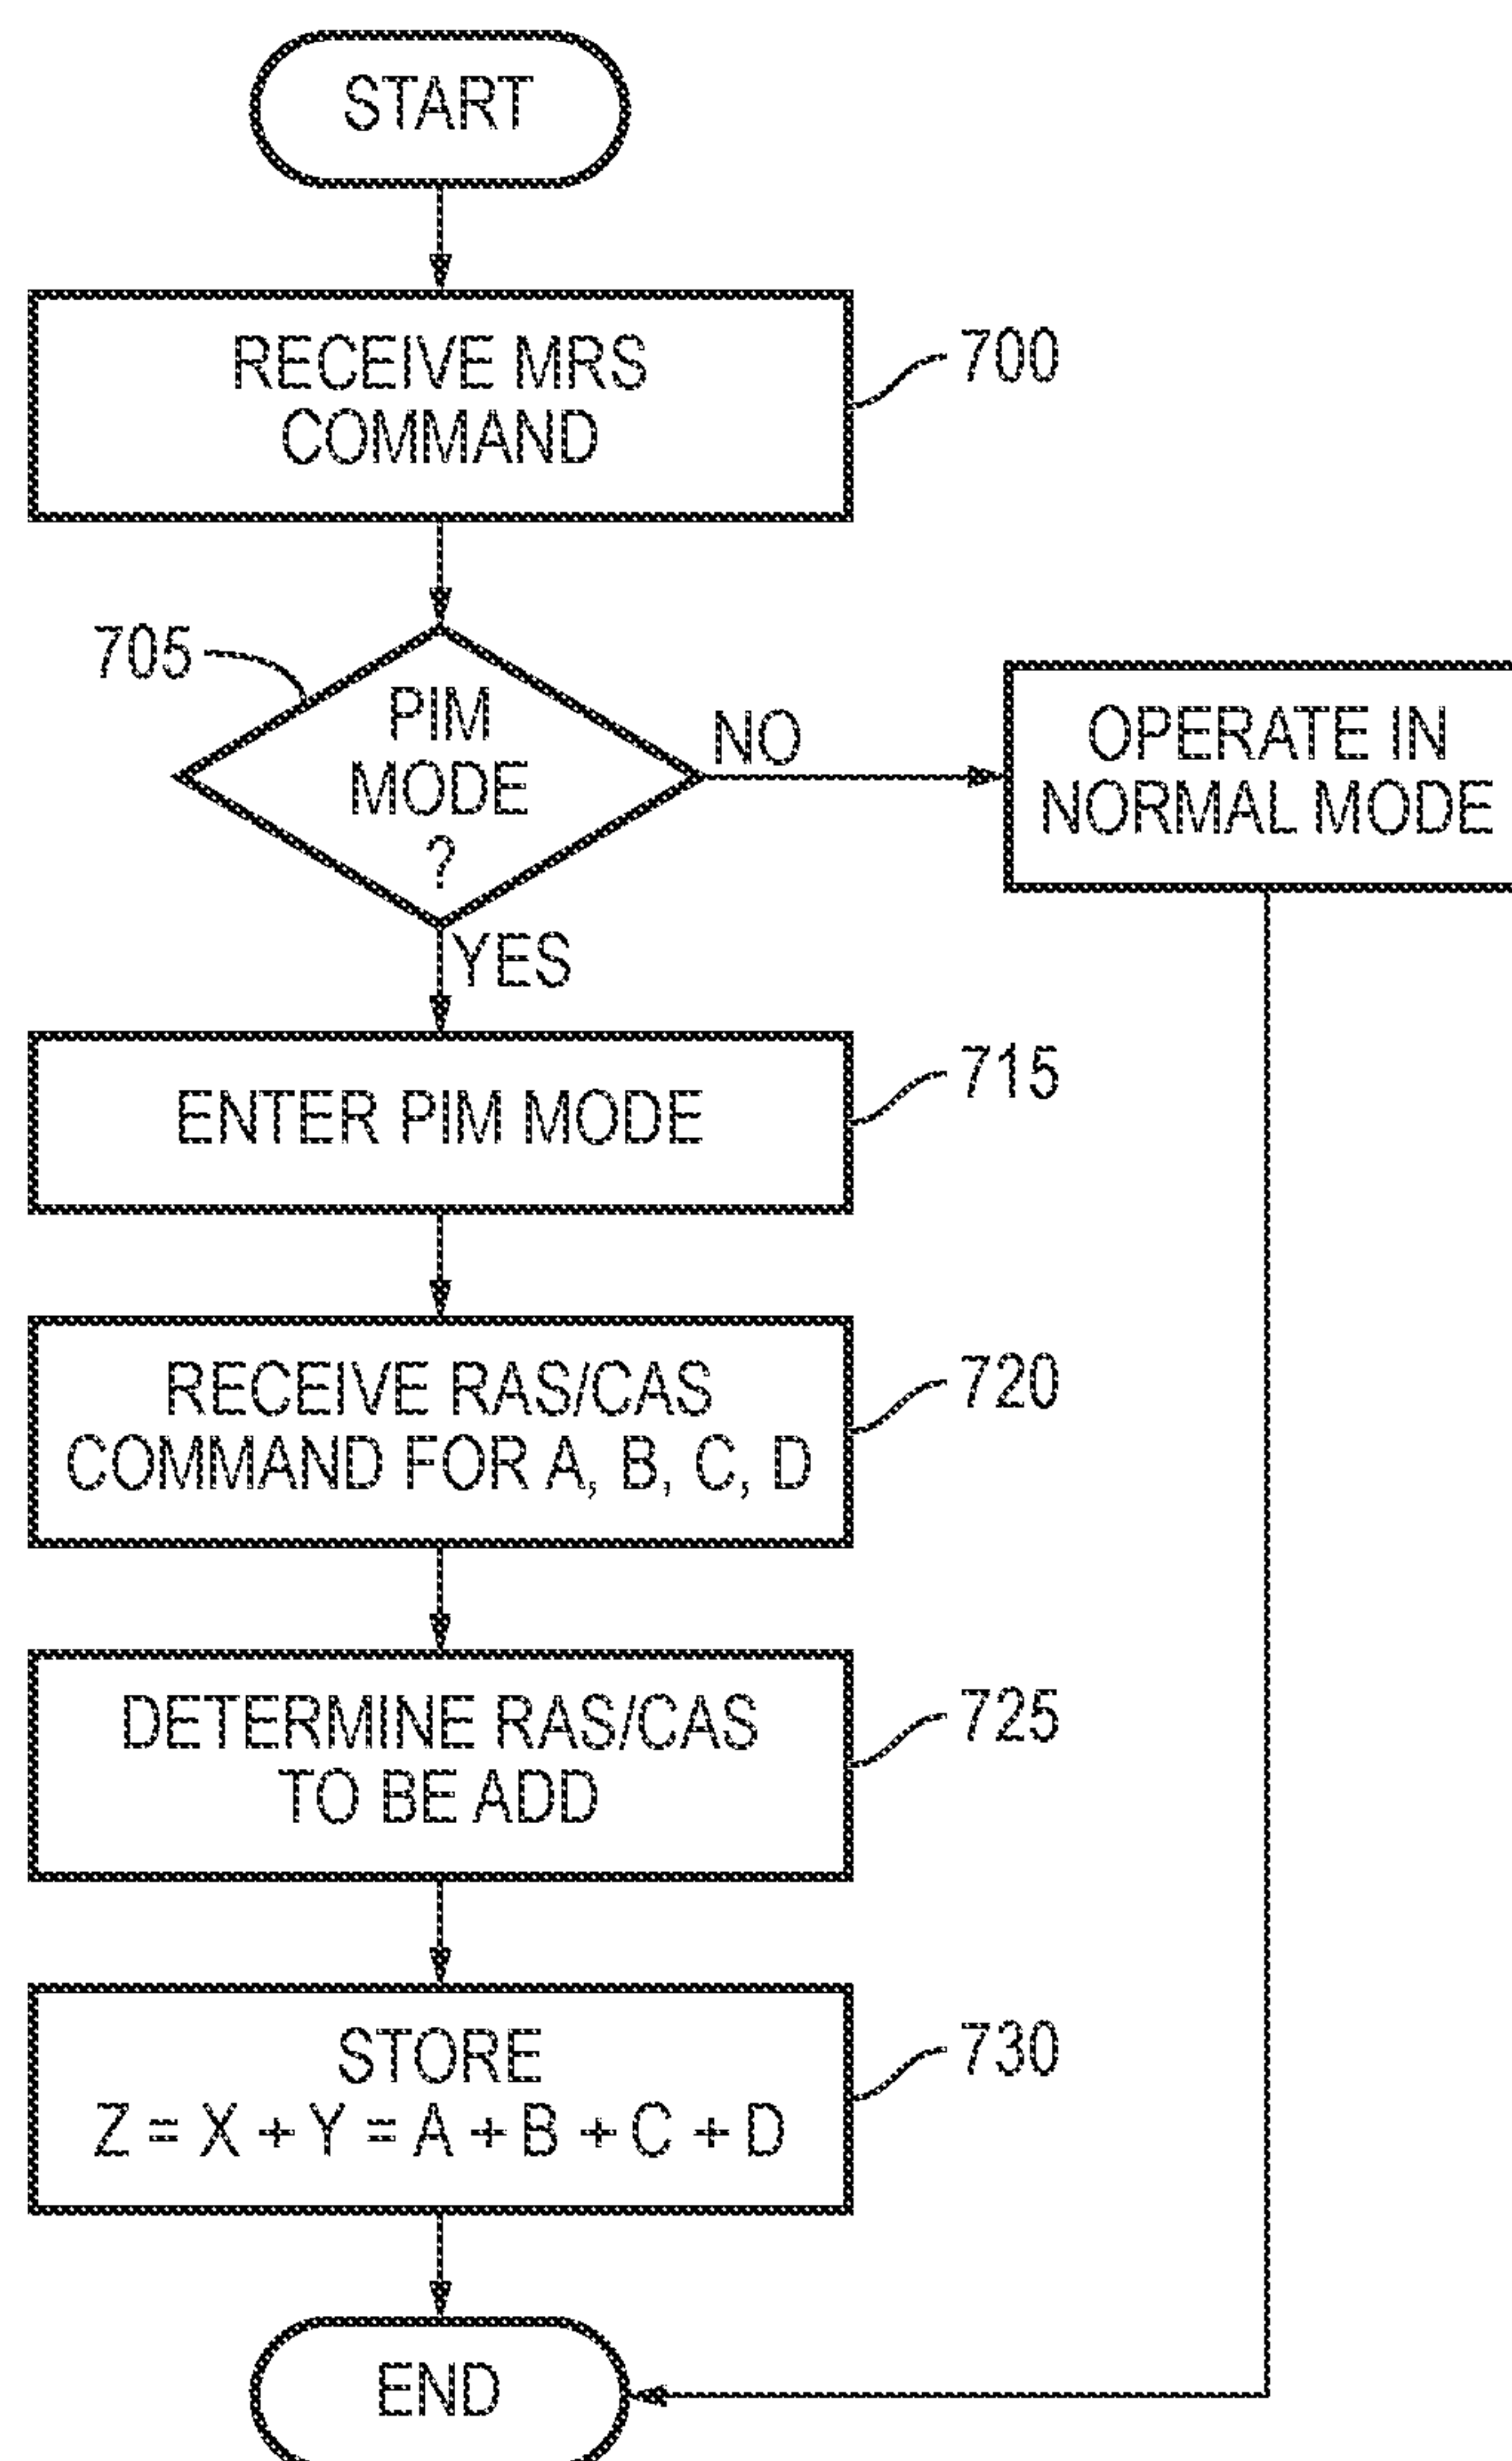 START
RECEIVE MRS
COMMAND
700
705
PIM
MODE
?
NO
OPERATE IN
NORMAL MODE
YES
ENTER PIM MODE
715
RECEIVE RAS/CAS
COMMAND FOR A, B, C, D
720
DETERMINE RAS/CAS
TO BE ADD
725
STORE
Z = X + Y = A + B + C + D
730
END